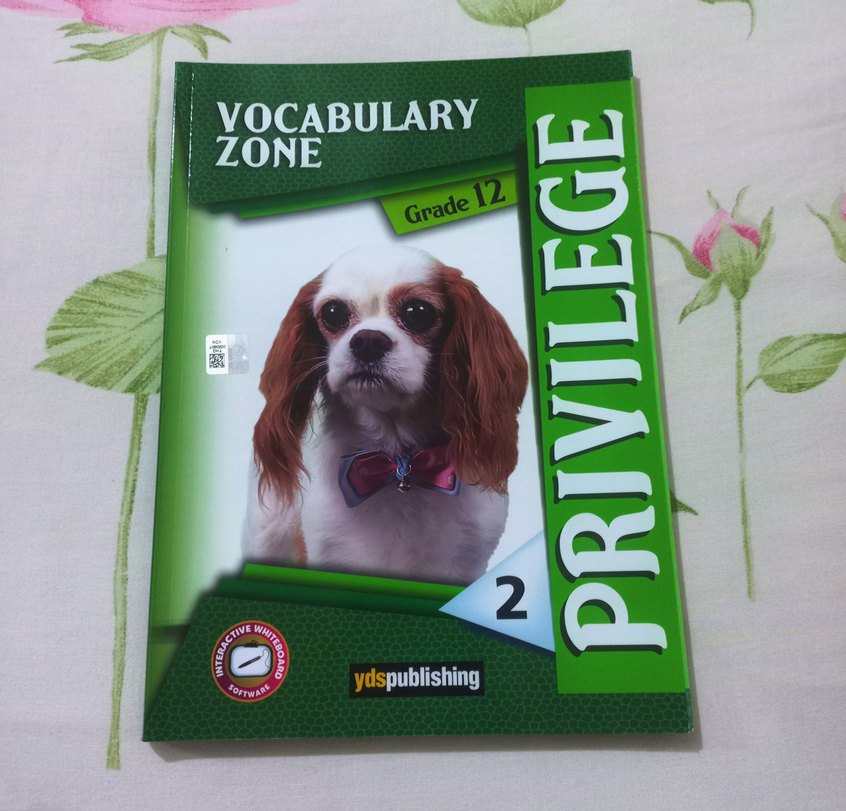 VOCABULARY
ZONE
Grade 12
PRIVILEGE
2
INTERACTIVE WHITEBOARD
SOFTWARE
ydspublishing